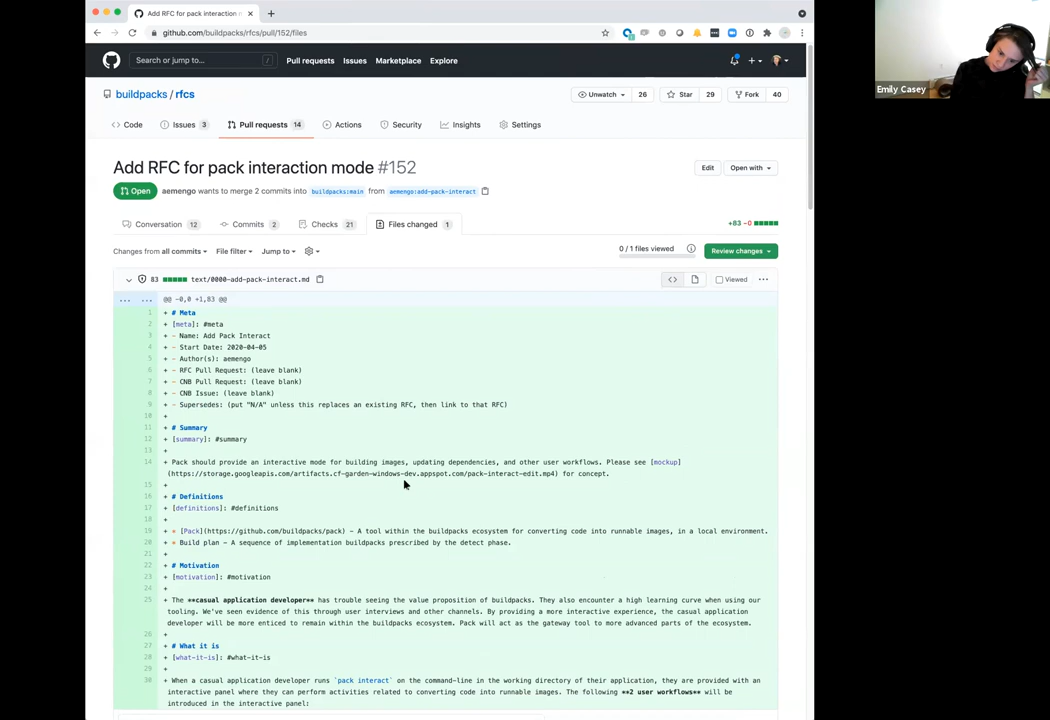 Add RFC for pack interaction m
github.com/buildpacks/rfcs/pull/152/files
Emily Casey
Search or jump to...
/
Pull requests
Issues
Marketplace
Explore
buildpacks / rfcs
Unwatch
26
Star
29
Fork
40
Code
Issues 3
Pull requests 14
Actions
Security
Insights
Settings
Add RFC for pack interaction mode #152
Edit
Open with
Open
aemengo wants to merge 2 commits into buildpacks:main from aemengo:add-pack-interact
Conversation 12
Commits 2
Checks 21
Files changed 1
+83 −0
Changes from all commits
File filter
Jump to
0 / 1 files viewed
Review changes
83
text/0000-add-pack-interact.md
Viewed
... ... @@ -0,0 +1,83 @@
1 + # Meta
2 + [meta]: #meta
3 + - Name: Add Pack Interact
4 + - Start Date: 2020-04-05
5 + - Author(s): aemengo
6 + - RFC Pull Request: (leave blank)
7 + - CNB Pull Request: (leave blank)
8 + - CNB Issue: (leave blank)
9 + - Supersedes: (put "N/A" unless this replaces an existing RFC, then link to that RFC)
10 +
11 + # Summary
12 + [summary]: #summary
13 +
14 + Pack should provide an interactive mode for building images, updating dependencies, and other user workflows. Please see [mockup]
(https://storage.googleapis.com/artifacts.cf-garden-windows-dev.appspot.com/pack-interact-edit.mp4) for concept.
15 +
16 + # Definitions
17 + [definitions]: #definitions
18 +
19 + * [Pack](https://github.com/buildpacks/pack) - A tool within the buildpacks ecosystem for converting code into runnable images, in a local environment.
20 + * Build plan - A sequence of implementation buildpacks prescribed by the detect phase.
21 +
22 + # Motivation
23 + [motivation]: #motivation
24 +
25 + The **casual application developer** has trouble seeing the value proposition of buildpacks. They also encounter a high learning curve when using our
tooling. We've seen evidence of this through user interviews and other channels. By providing a more interactive experience, the casual application
developer will be more enticed to remain within the buildpacks ecosystem. Pack will act as the gateway tool to more advanced parts of the ecosystem.
26 +
27 + # What it is
28 + [what-it-is]: #what-it-is
29 +
30 + When a casual application developer runs `pack interact` on the command-line in the working directory of their application, they are provided with an
interactive panel where they can perform activities related to converting code into runnable images. The following **2 user workflows** will be
introduced in the interactive panel: